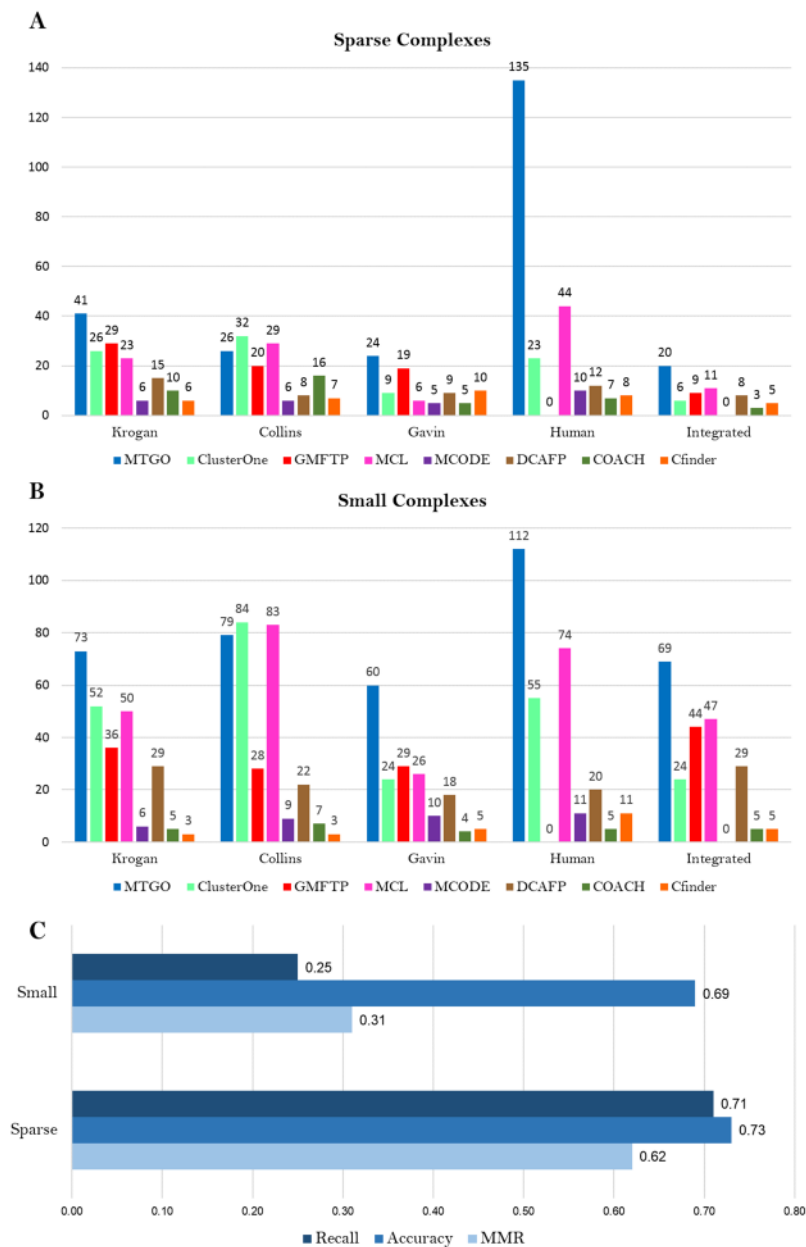 A
Sparse Complexes
140
120
100
80
60
40
20
0
41 26 29 23 6 15 10 6
26 32 20 29 6 8 16 7
24 9 19 6 5 9 5 10
135 23 0 44 10 12 7 8
20 6 9 11 0 8 3 5
Krogan Collins Gavin Human Integrated
MTGO ClusterOne GMFTP MCL MCODE DCAFP COACH Cfinder
B
Small Complexes
120
100
80
60
40
20
0
73 52 36 50 6 29 5 3
79 84 28 83 9 22 7 3
60 24 29 26 10 18 4 5
112 55 0 74 11 20 5 11
69 24 44 47 0 29 5 5
Krogan Collins Gavin Human Integrated
MTGO ClusterOne GMFTP MCL MCODE DCAFP COACH Cfinder
C
Small
0.25
0.69
0.31
Sparse
0.71
0.73
0.62
0.00 0.10 0.20 0.30 0.40 0.50 0.60 0.70 0.80
Recall Accuracy MMR